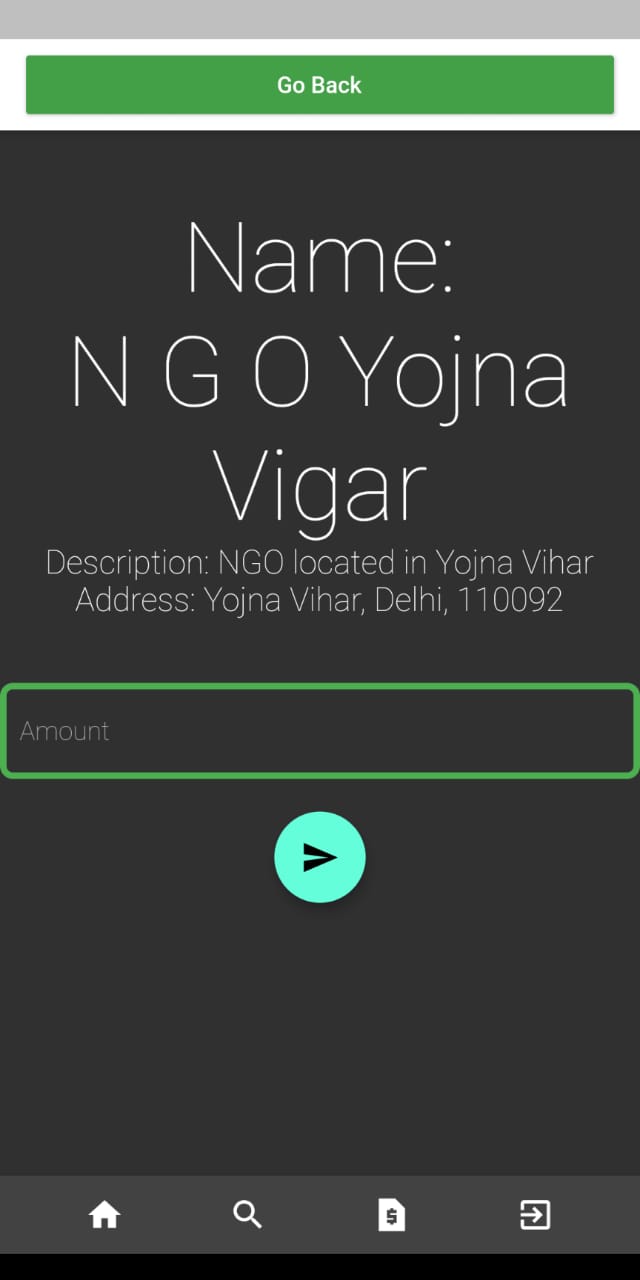 Go Back
Name:
N G O Yojna
Vigar
Description: NGO located in Yojna Vihar
Address: Yojna Vihar, Delhi, 110092
Amount
$